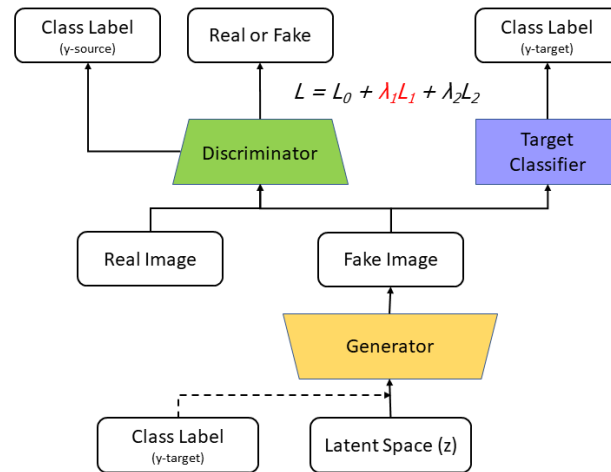 Class Label
(y-source)
Real or Fake
Class Label
(y-target)
L = L₀ + λ₁L₁ + λ₂L₂
Discriminator
Target
Classifier
Real Image
Fake Image
Generator
Class Label
(y-target)
Latent Space (z)